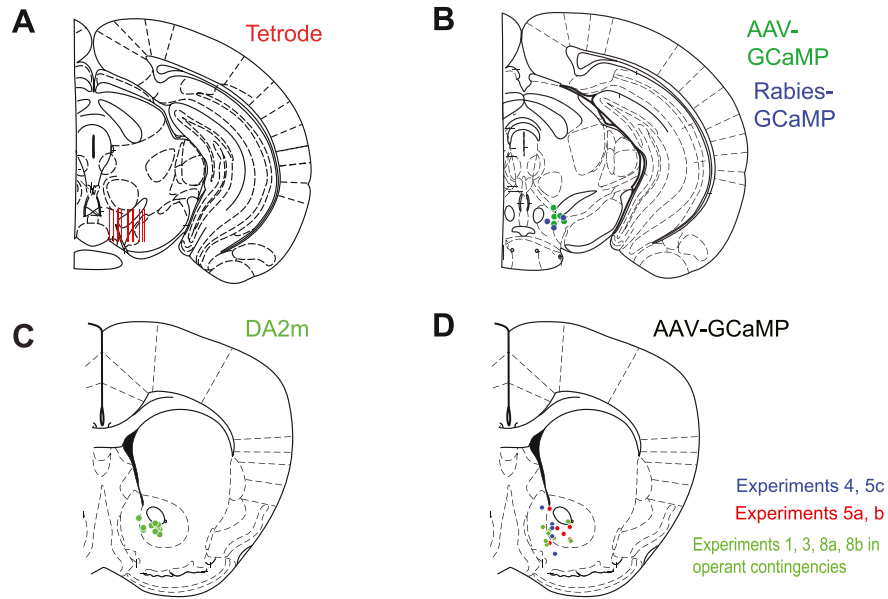 A
Tetrode
B
AAV-
GCaMP
Rabies-
GCaMP
C
DA2m
D
AAV-GCaMP
Experiments 4, 5c
Experiments 5a, b
Experiments 1, 3, 8a, 8b in
operant contingencies